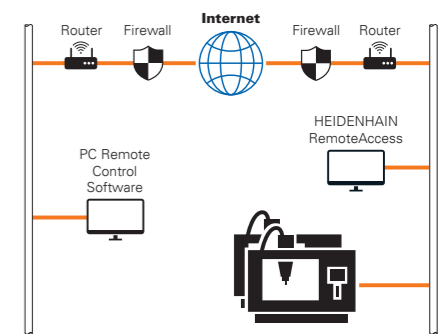 Internet
Router
Firewall
Firewall
Router
HEIDENHAIN
RemoteAccess
PC Remote
Control
Software